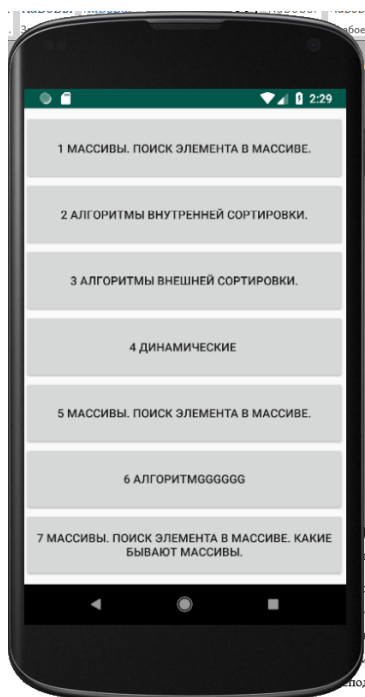 2:29
1 МАССИВЫ. ПОИСК ЭЛЕМЕНТА В МАССИВЕ.
2 АЛГОРИТМЫ ВНУТРЕННЕЙ СОРТИРОВКИ.
3 АЛГОРИТМЫ ВНЕШНЕЙ СОРТИРОВКИ.
4 ДИНАМИЧЕСКИЕ
5 МАССИВЫ. ПОИСК ЭЛЕМЕНТА В МАССИВЕ.
6 АЛГОРИТМGGGGGG
7 МАССИВЫ. ПОИСК ЭЛЕМЕНТА В МАССИВЕ. КАКИЕ
БЫВАЮТ МАССИВЫ.